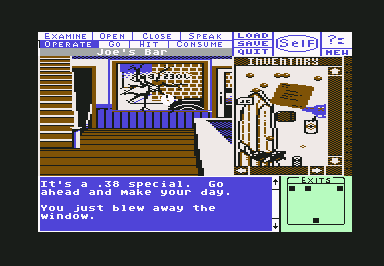 EXAMINE OPEN CLOSE SPEAK
OPERATE GO HIT CONSUME
LOAD
SAVE
QUIT
SELF
?=
NEW
Joe's Bar
INVENTARY
It's a .38 special. Go
ahead and make your day.
You just blew away the
window.
EXITS